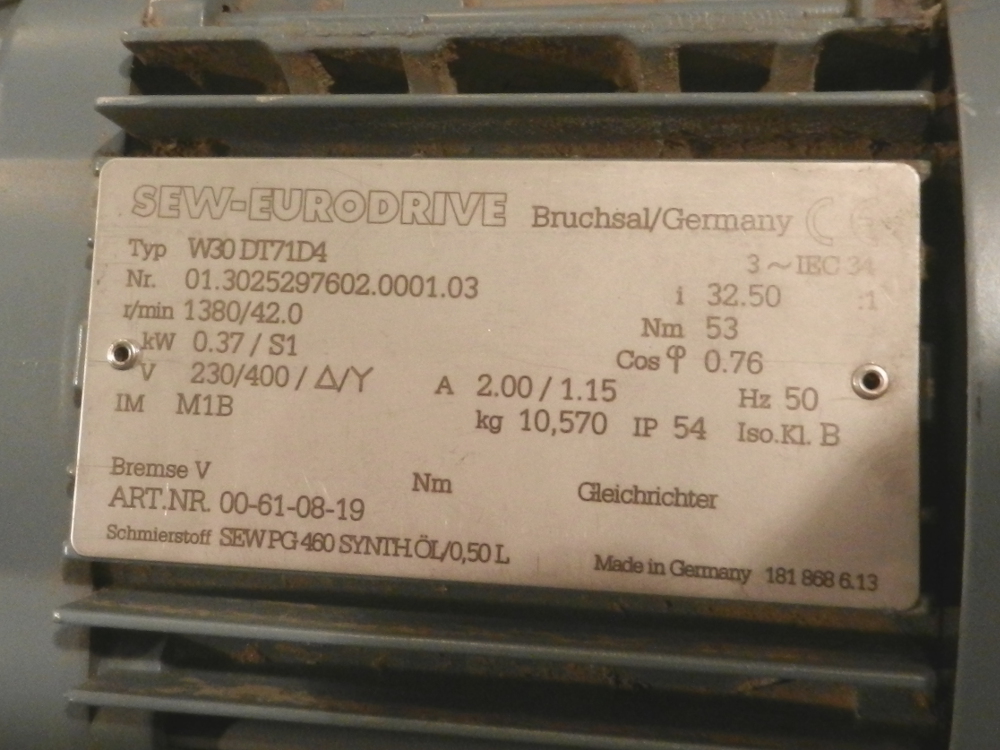 SEW-EURODRIVE Bruchsal/Germany CE
Typ W30 DT71D4 3 ~ IEC 34
Nr. 01.3025297602.0001.03 i 32.50 :1
r/min 1380/42.0 Nm 53
kW 0.37 / S1 Cos φ 0.76
V 230/400 / Δ/Y A 2.00 / 1.15 Hz 50
IM M1B kg 10,570 IP 54 Iso.Kl. B
Bremse V Nm Gleichrichter
ART.NR. 00-61-08-19
Schmierstoff SEW PG 460 SYNTH.ÖL/0,50 L
Made in Germany 181 868 6.13